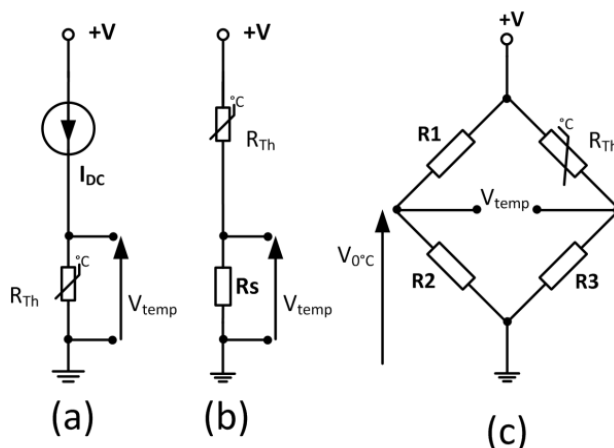 +V
I_DC
°C
R_Th
V_temp
(a)
+V
°C
R_Th
Rs
V_temp
(b)
+V
R1
°C
R_Th
V_temp
V_0°C
R2
R3
(c)